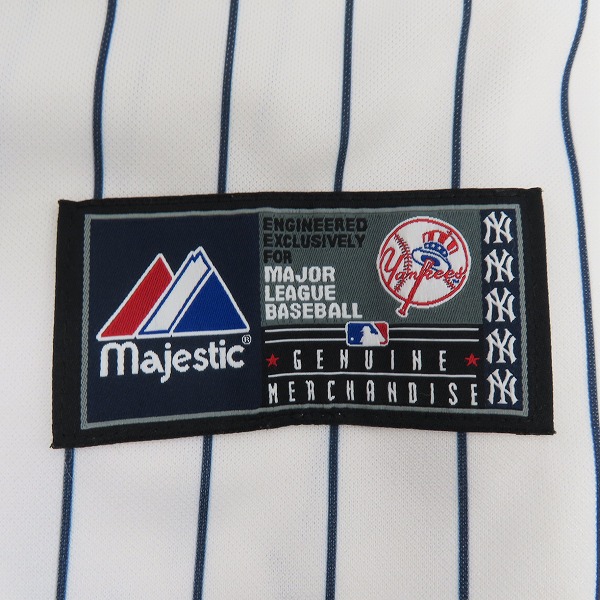 Majestic®
ENGINEERED
EXCLUSIVELY
FOR
MAJOR
LEAGUE
BASEBALL
Yankees
GENUINE
MERCHANDISE
NY
NY
NY
NY
NY